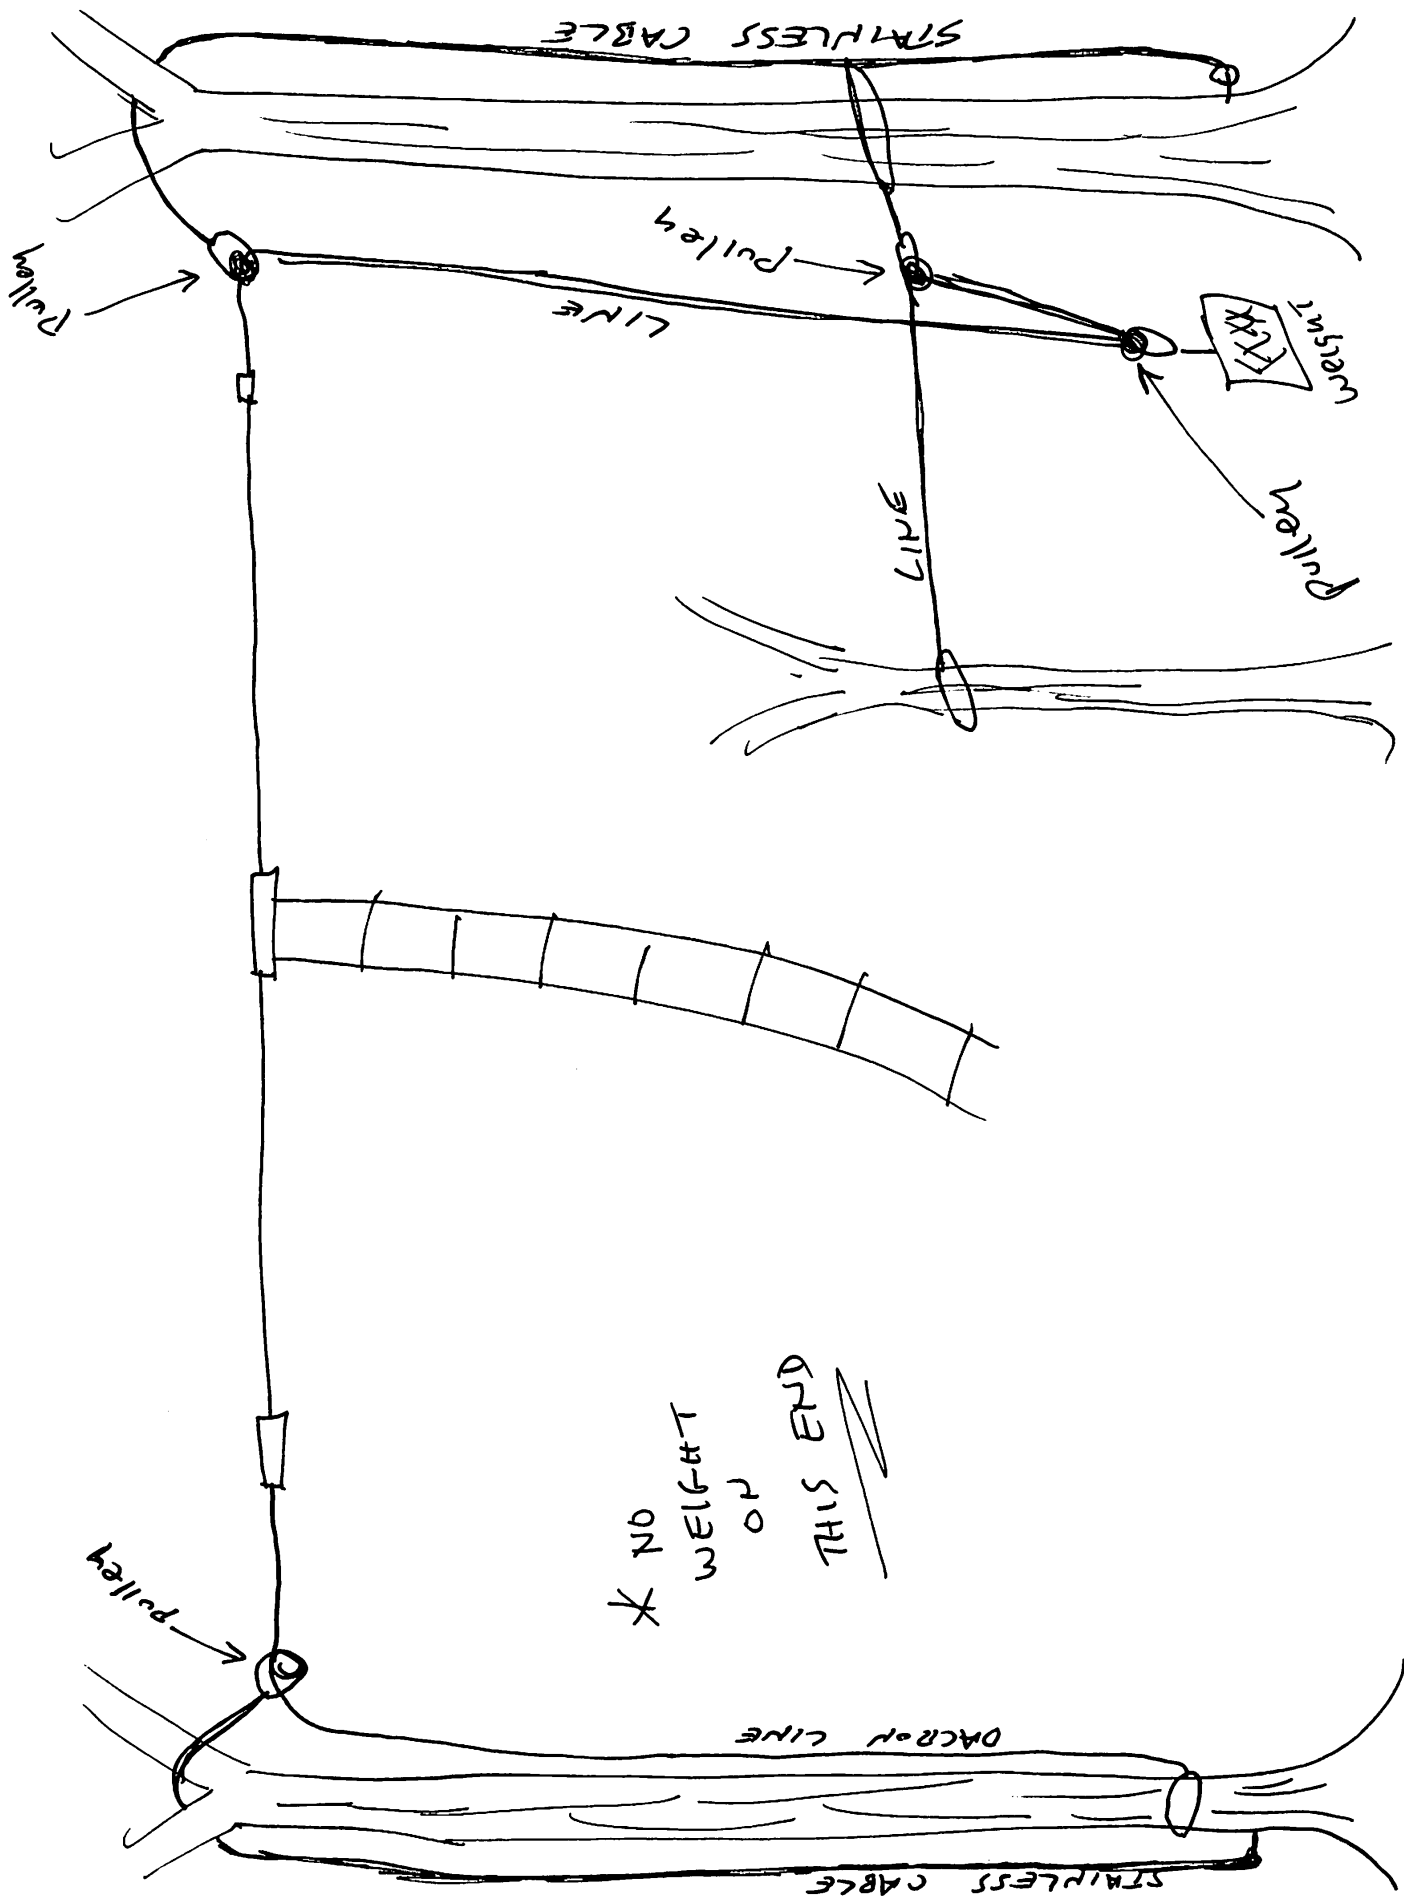 Pulley
pulley
* NO
WEIGHT
ON
THIS END
STAINLESS CABLE
DACRON LINE
LINE
pulley
LINE
STAINLESS CABLE
pulley
WeigHT